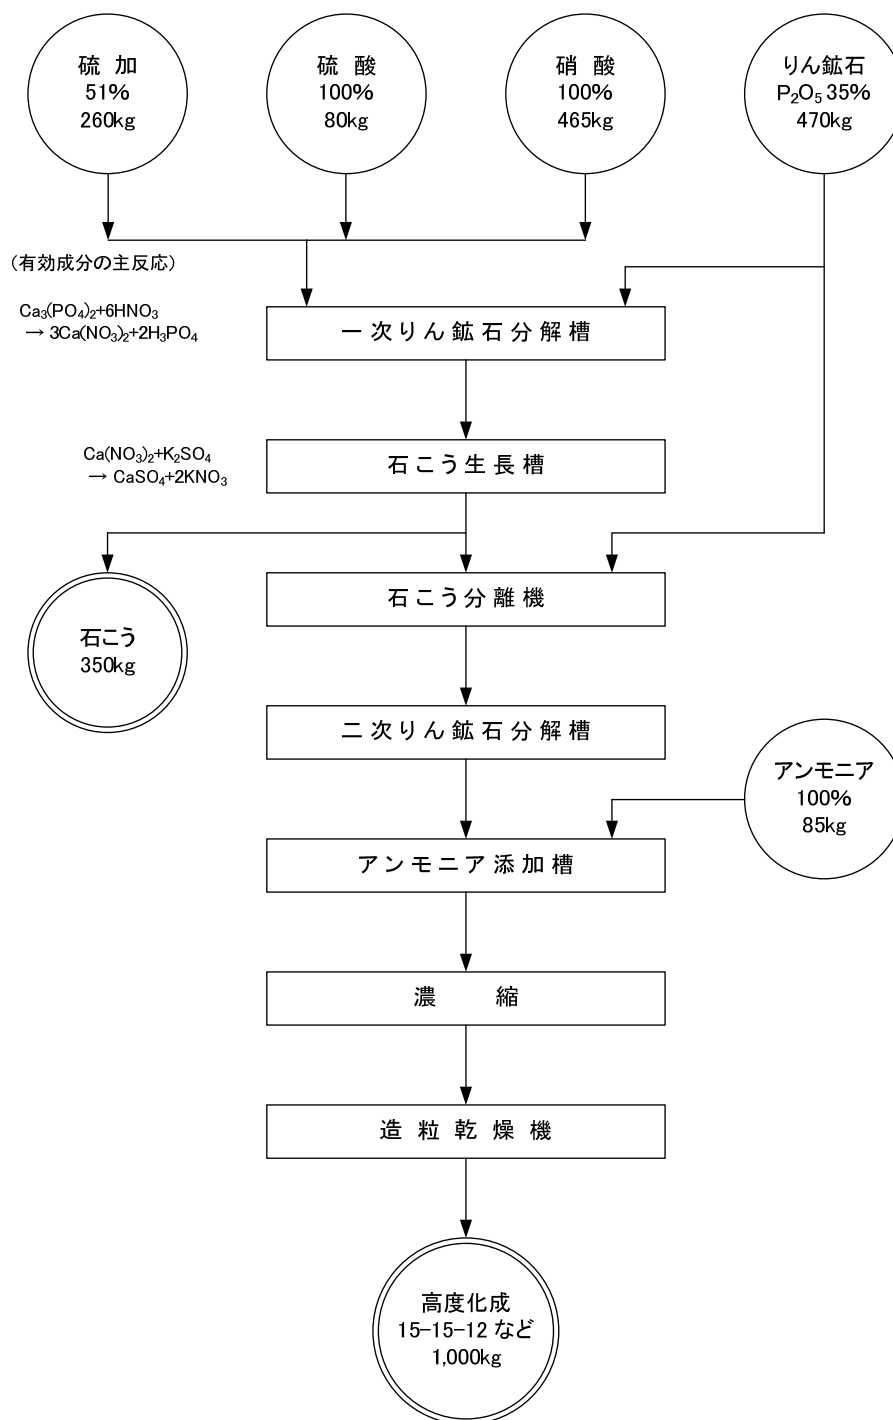 硫 加
51%
260kg
硫 酸
100%
80kg
硝 酸
100%
465kg
りん鉱石
P₂O₅ 35%
470kg
(有効成分の主反応)
Ca₃(PO₄)₂+6HNO₃
→ 3Ca(NO₃)₂+2H₃PO₄
一次りん鉱石分解槽
Ca(NO₃)₂+K₂SO₄
→ CaSO₄+2KNO₃
石こう生長槽
石こう分離機
石こう
350kg
二次りん鉱石分解槽
アンモニア
100%
85kg
アンモニア添加槽
濃 縮
造粒乾燥機
高度化成
15-15-12 など
1,000kg